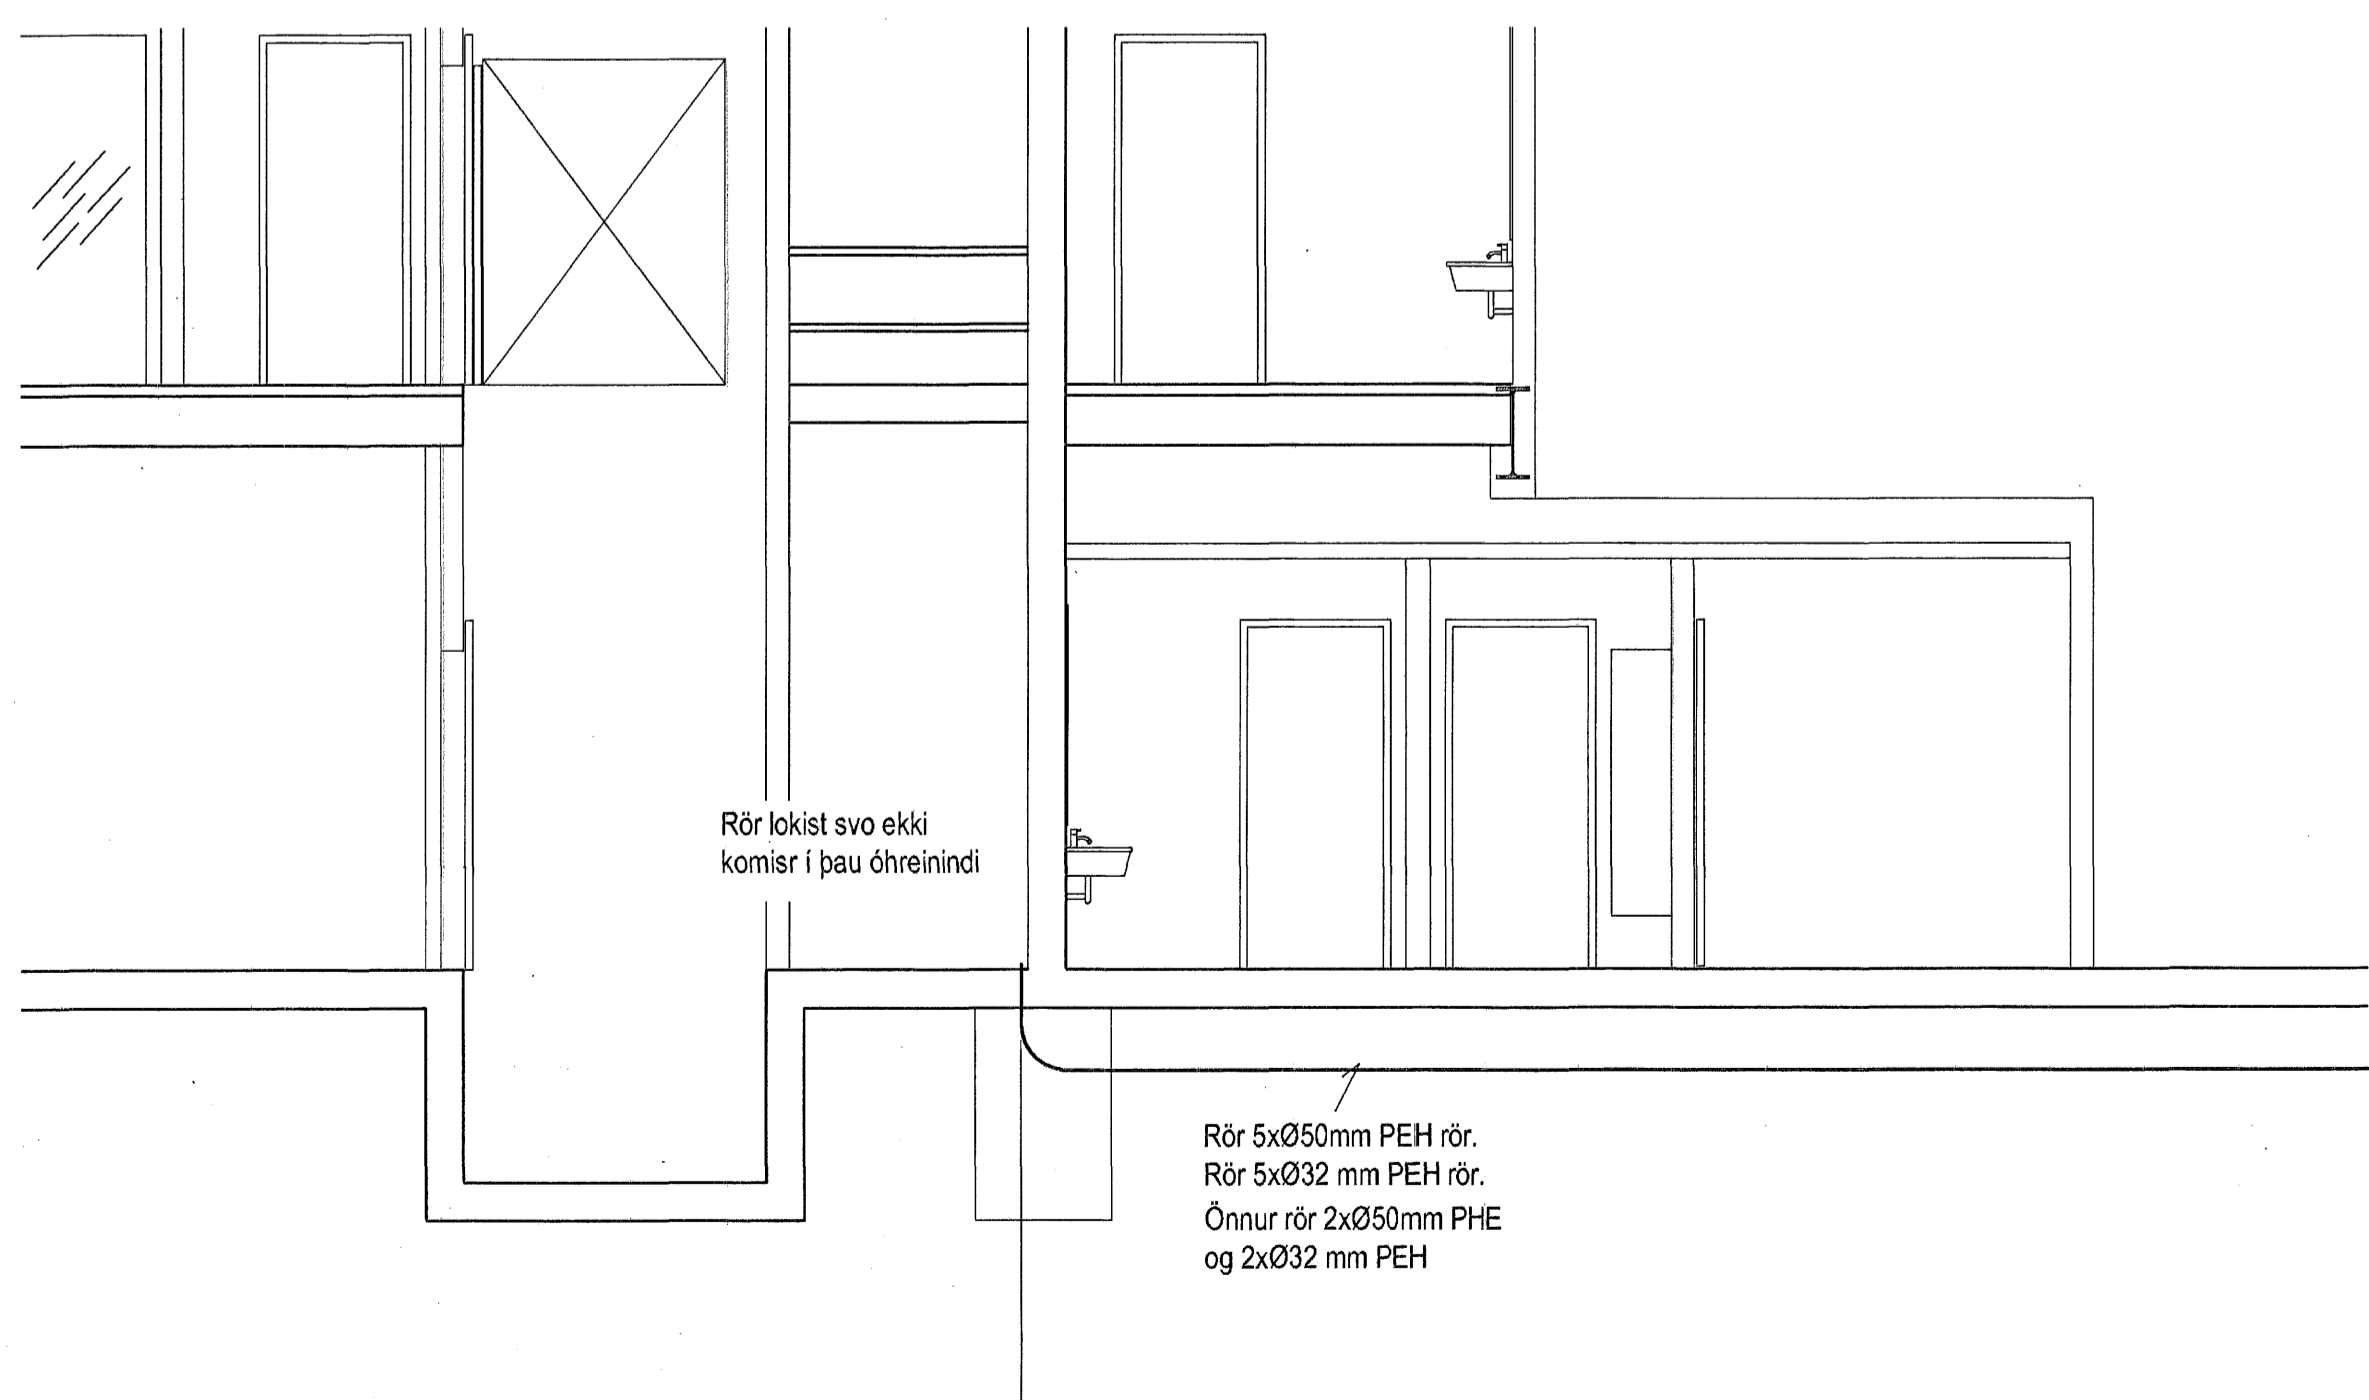 Rör lokist svo ekki
komisr í þau óhreinindi
Rör 5xØ50mm PEH rör.
Rör 5xØ32 mm PEH rör.
Önnur rör 2xØ50mm PHE
og 2xØ32 mm PEH